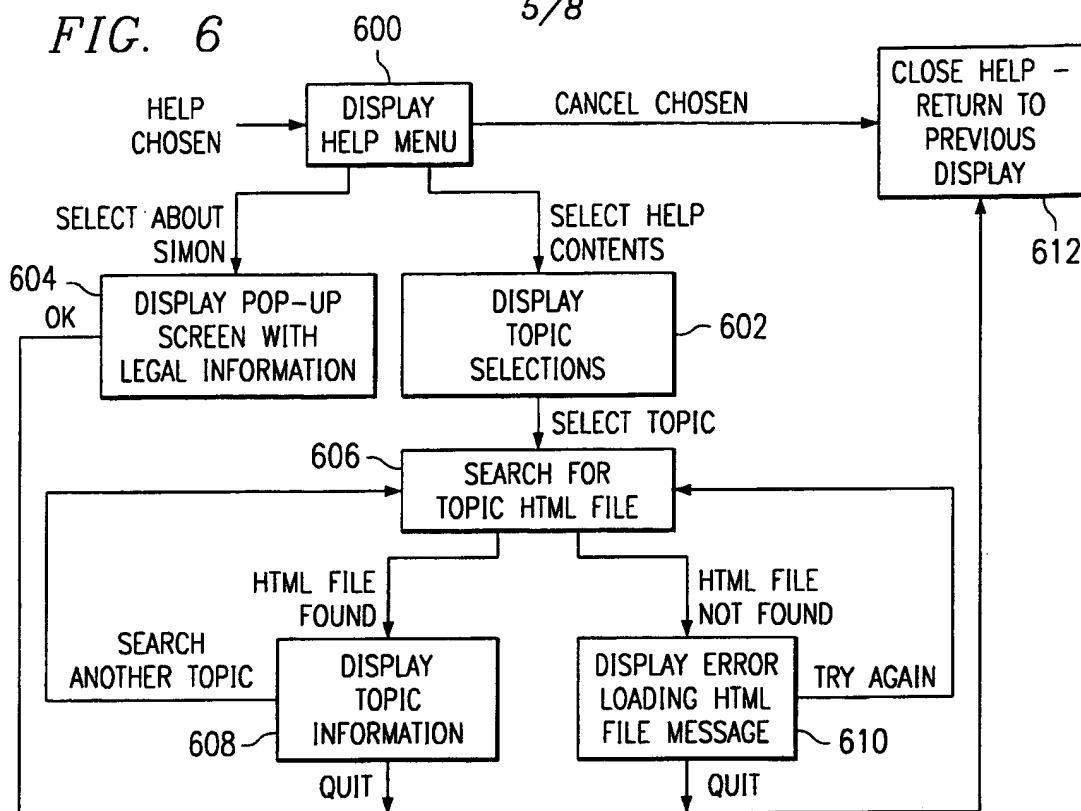 5/8
FIG. 6
600
HELP
CHOSEN
DISPLAY
HELP MENU
CANCEL CHOSEN
CLOSE HELP -
RETURN TO
PREVIOUS
DISPLAY
612
SELECT ABOUT
SIMON
SELECT HELP
CONTENTS
604
OK
DISPLAY POP-UP
SCREEN WITH
LEGAL INFORMATION
DISPLAY
TOPIC
SELECTIONS
602
SELECT TOPIC
606
SEARCH FOR
TOPIC HTML FILE
HTML FILE
FOUND
HTML FILE
NOT FOUND
SEARCH
ANOTHER TOPIC
DISPLAY
TOPIC
INFORMATION
608
DISPLAY ERROR
LOADING HTML
FILE MESSAGE
610
TRY AGAIN
QUIT
QUIT